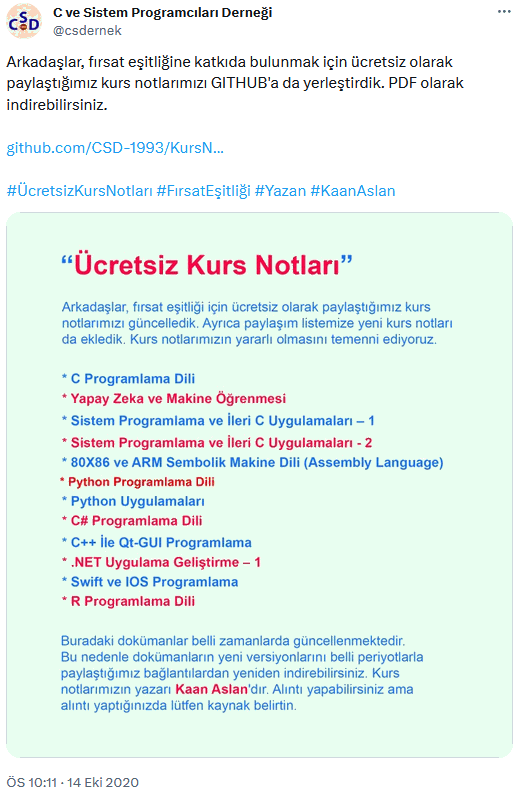 C ve Sistem Programcıları Derneği
@csdernek
Arkadaşlar, fırsat eşitliğine katkıda bulunmak için ücretsiz olarak
paylaştığımız kurs notlarımızı GITHUB'a da yerleştirdik. PDF olarak
indirebilirsiniz.
github.com/CSD-1993/KursN...
#ÜcretsizKursNotları #FırsatEşitliği #Yazan #KaanAslan
“Ücretsiz Kurs Notları”
Arkadaşlar, fırsat eşitliği için ücretsiz olarak paylaştığımız kurs
notlarımızı güncelledik. Ayrıca paylaşım listemize yeni kurs notları
da ekledik. Kurs notlarımızın yararlı olmasını temenni ediyoruz.
* C Programlama Dili
* Yapay Zeka ve Makine Öğrenmesi
* Sistem Programlama ve İleri C Uygulamaları – 1
* Sistem Programlama ve İleri C Uygulamaları - 2
* 80X86 ve ARM Sembolik Makine Dili (Assembly Language)
* Python Programlama Dili
* Python Uygulamaları
* C# Programlama Dili
* C++ İle Qt-GUI Programlama
* .NET Uygulama Geliştirme – 1
* Swift ve IOS Programlama
* R Programlama Dili
Buradaki dokümanlar belli zamanlarda güncellenmektedir.
Bu nedenle dokümanların yeni versiyonlarını belli periyotlarla
paylaştığımız bağlantılardan yeniden indirebilirsiniz. Kurs
notlarımızın yazarı Kaan Aslan'dır. Alıntı yapabilirsiniz ama
alıntı yaptığınızda lütfen kaynak belirtin.
ÖS 10:11 · 14 Eki 2020
CSD